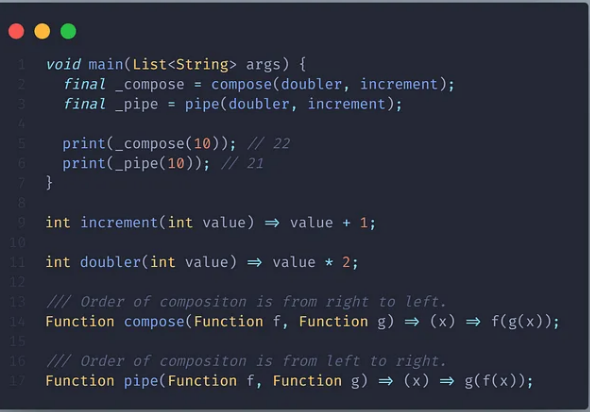 1 void main(List<String> args) {
2 final _compose = compose(doubler, increment);
3 final _pipe = pipe(doubler, increment);
4
5 print(_compose(10)); // 22
6 print(_pipe(10)); // 21
7 }
8
9 int increment(int value) => value + 1;
10
11 int doubler(int value) => value * 2;
12
13 /// Order of compositon is from right to left.
14 Function compose(Function f, Function g) => (x) => f(g(x));
15
16 /// Order of compositon is from left to right.
17 Function pipe(Function f, Function g) => (x) => g(f(x));